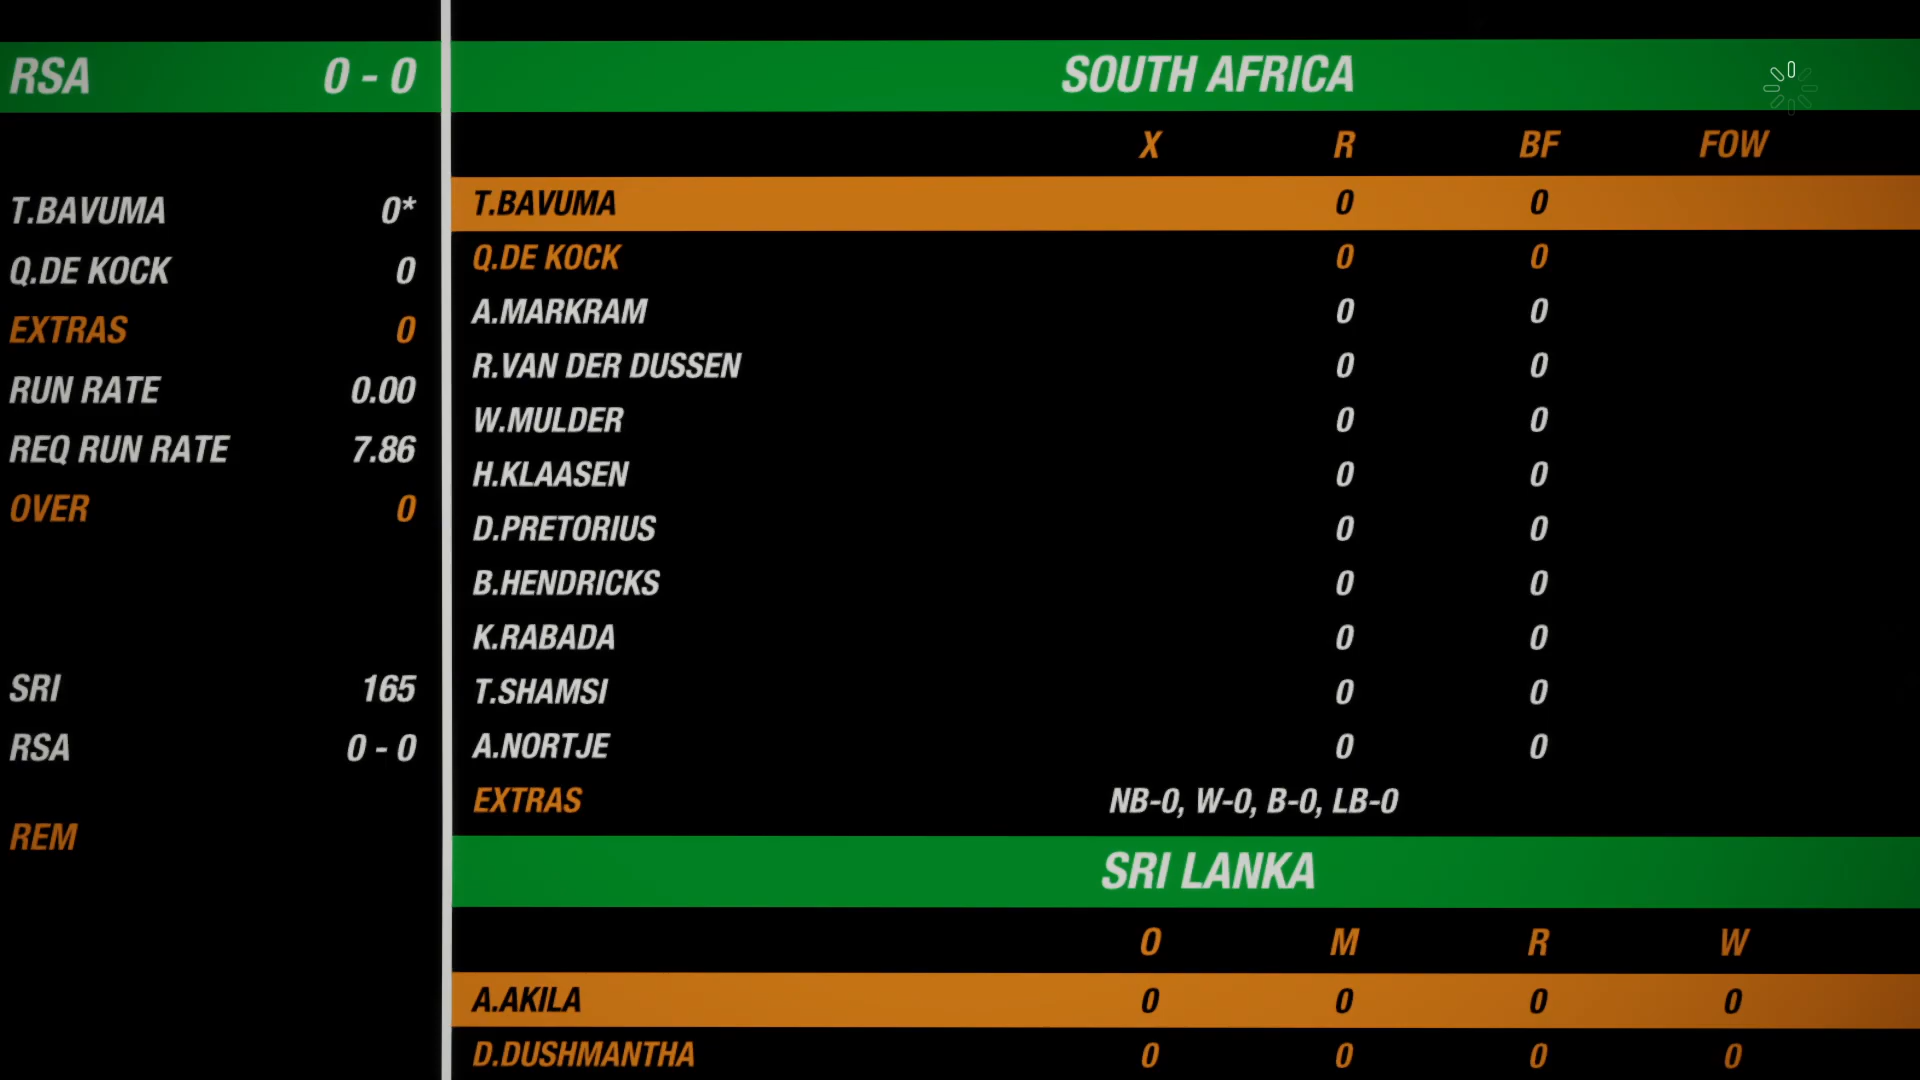 RSA 0 - 0
T.BAVUMA 0*
Q.DE KOCK 0
EXTRAS 0
RUN RATE 0.00
REQ RUN RATE 7.86
OVER 0
SRI 165
RSA 0 - 0
REM
SOUTH AFRICA
X R BF FOW
T.BAVUMA 0 0
Q.DE KOCK 0 0
A.MARKRAM 0 0
R.VAN DER DUSSEN 0 0
W.MULDER 0 0
H.KLAASEN 0 0
D.PRETORIUS 0 0
B.HENDRICKS 0 0
K.RABADA 0 0
T.SHAMSI 0 0
A.NORTJE 0 0
EXTRAS NB-0, W-0, B-0, LB-0
SRI LANKA
O M R W
A.AKILA 0 0 0 0
D.DUSHMANTHA 0 0 0 0